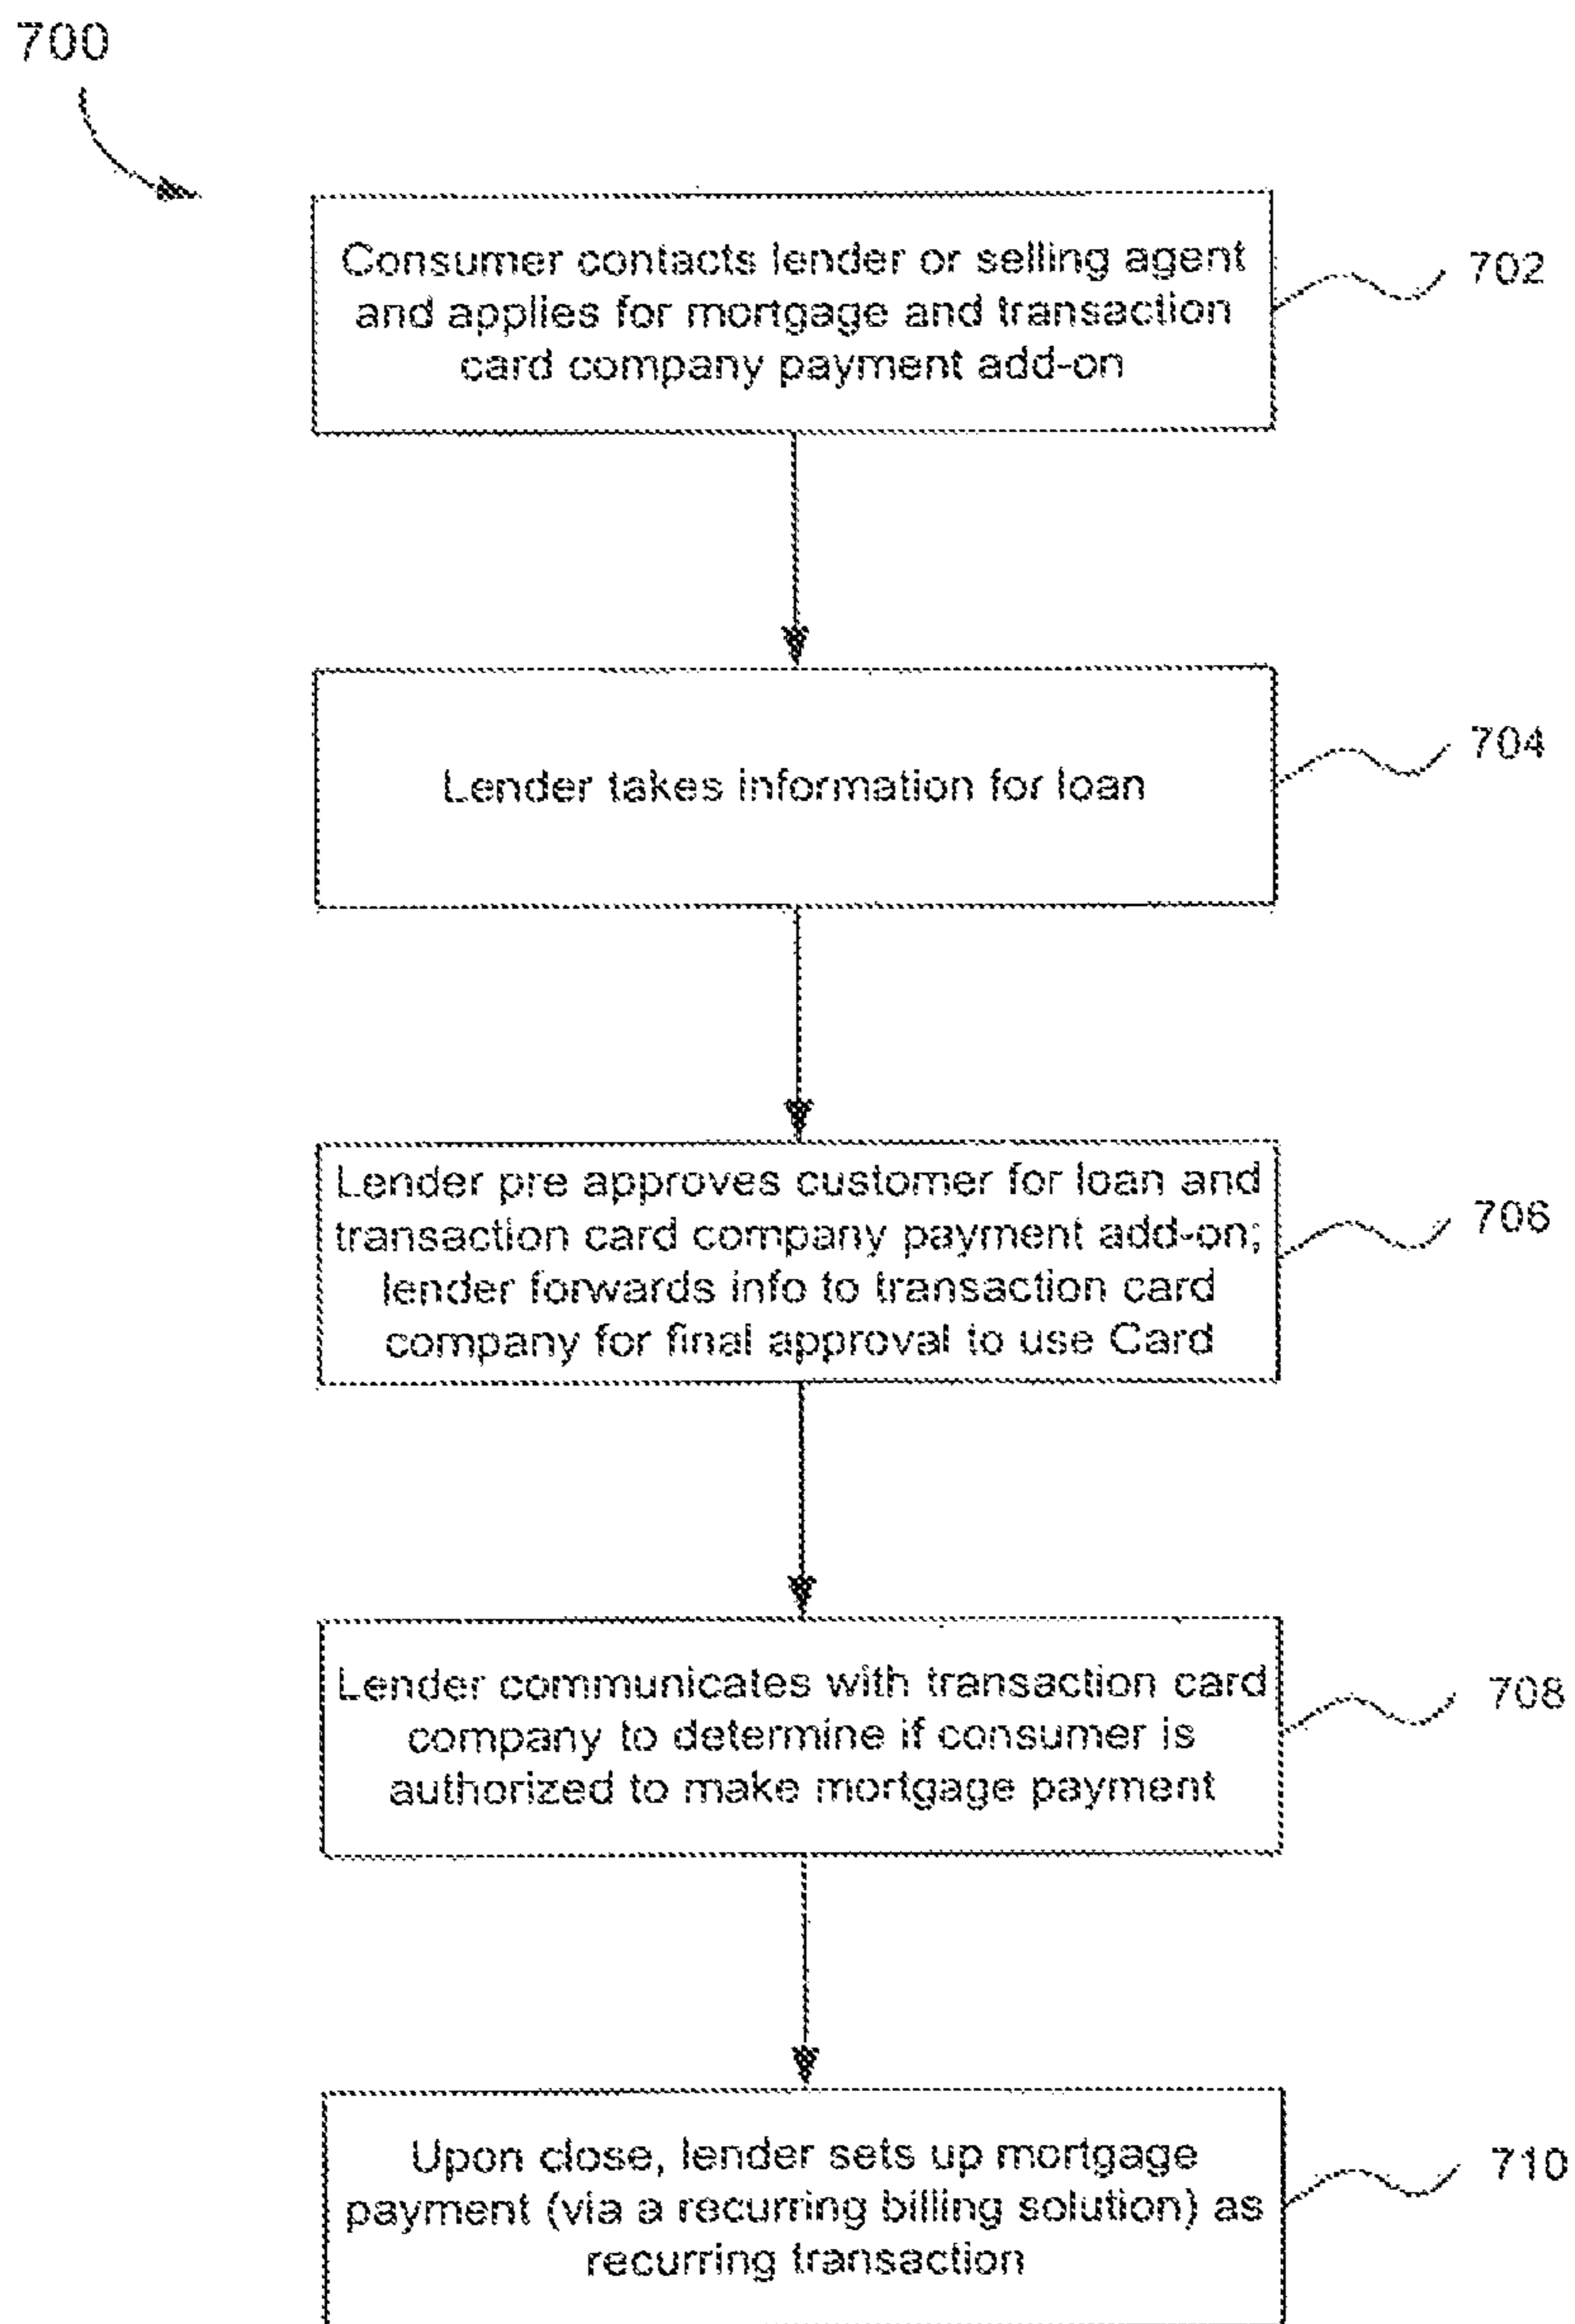 700
Consumer contacts lender or selling agent
and applies for mortgage and transaction
card company payment add-on
702
Lender takes information for loan
704
Lender pre approves customer for loan and
transaction card company payment add-on;
lender forwards info to transaction card
company for final approval to use Card
706
Lender communicates with transaction card
company to determine if consumer is
authorized to make mortgage payment
708
Upon close, lender sets up mortgage
payment (via a recurring billing solution) as
recurring transaction
710